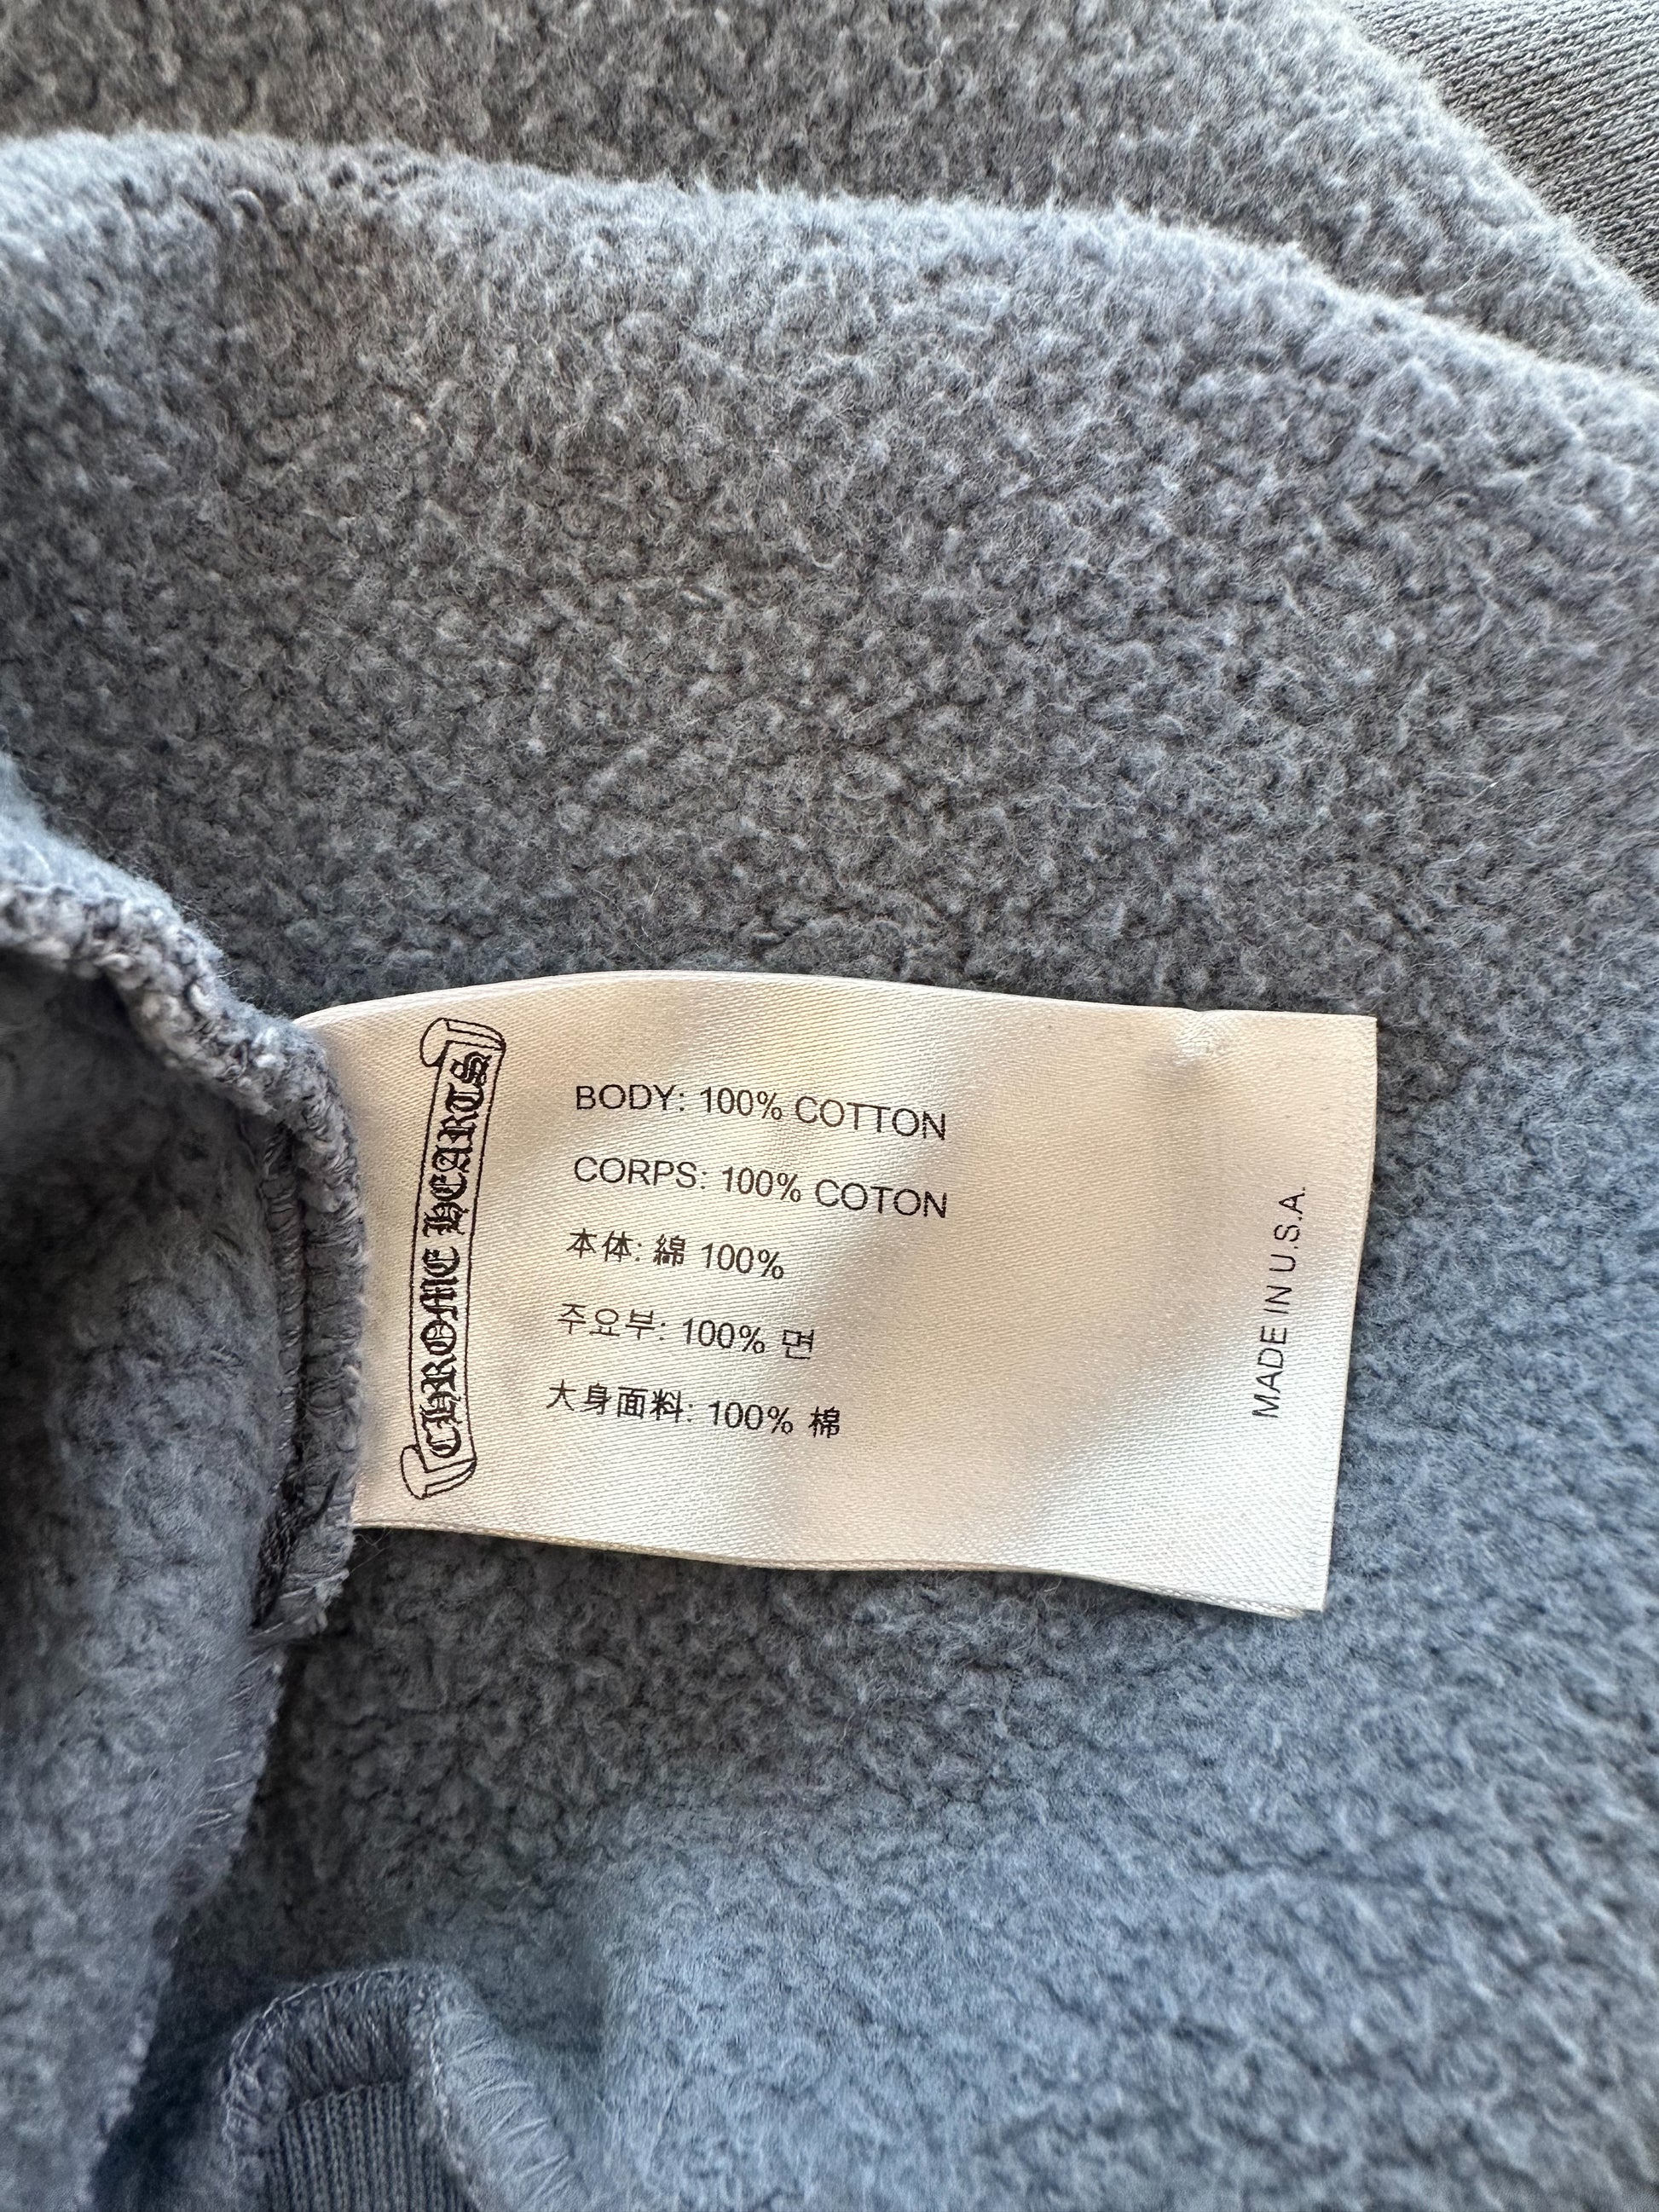 CHROME HEARTS
BODY: 100% COTTON
CORPS: 100% COTON
本体: 綿 100%
주요부: 100% 면
大身面料: 100% 棉
MADE IN U.S.A.